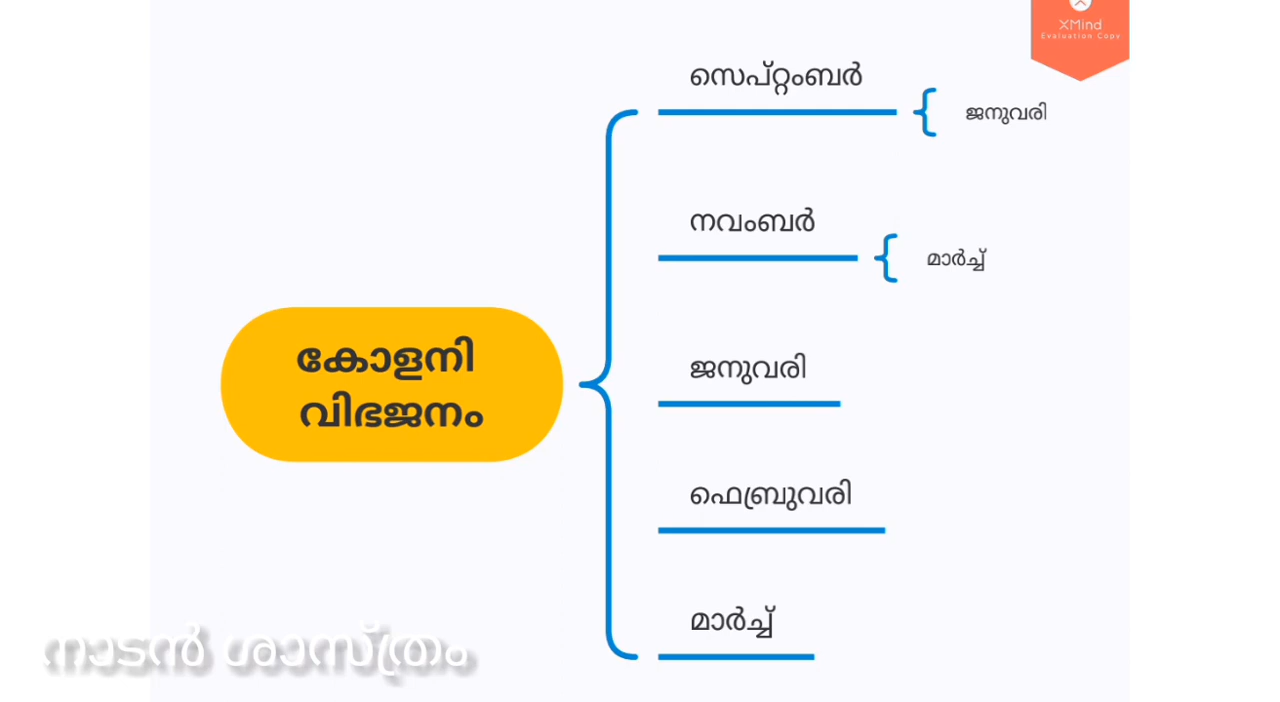 XMind
Evaluation Copy
സെപ്റ്റംബർ
ജനുവരി
നവംബർ
മാർച്ച്
കോളനി
വിഭജനം
ജനുവരി
ഫെബ്രുവരി
മാർച്ച്
നാടൻ ശാസ്ത്രം